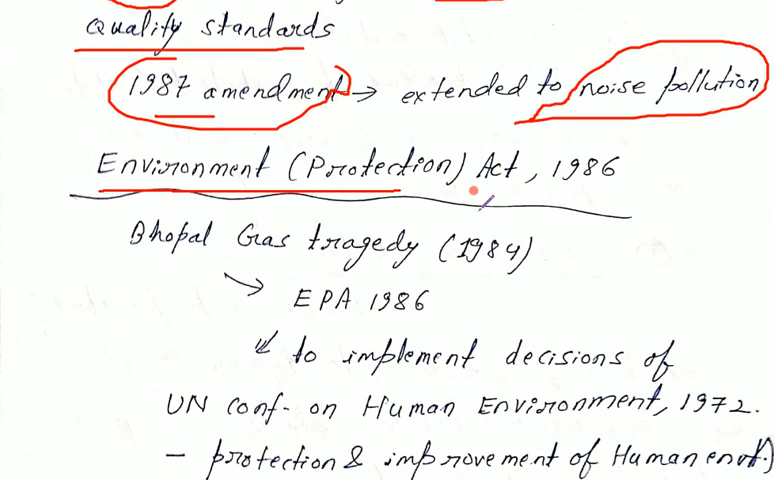 Quality standards
1987 amendment → extended to noise pollution
Environment (Protection) Act, 1986
Bhopal Gas tragedy (1984)
EPA 1986
to implement decisions of
UN conf. on Human Environment, 1972.
- protection & improvement of Human envt.)